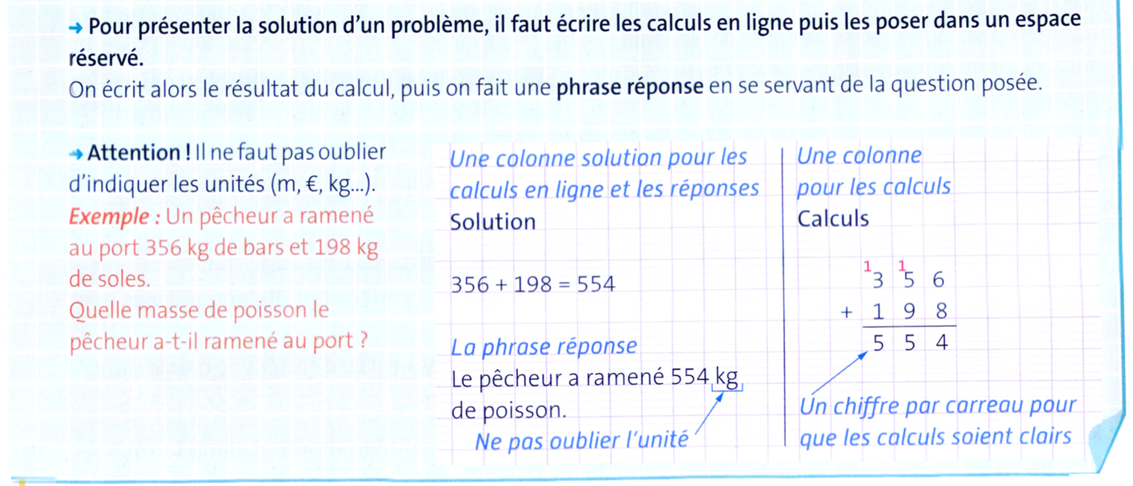 → Pour présenter la solution d'un problème, il faut écrire les calculs en ligne puis les poser dans un espace
réservé.
On écrit alors le résultat du calcul, puis on fait une phrase réponse en se servant de la question posée.
→ Attention ! Il ne faut pas oublier
d'indiquer les unités (m, €, kg...).
Exemple : Un pêcheur a ramené
au port 356 kg de bars et 198 kg
de soles.
Quelle masse de poisson le
pêcheur a-t-il ramené au port ?
Une colonne solution pour les
calculs en ligne et les réponses
Solution
356 + 198 = 554
La phrase réponse
Le pêcheur a ramené 554 kg
de poisson.
Ne pas oublier l'unité
Une colonne
pour les calculs
Calculs
1 1
3 5 6
+ 1 9 8
5 5 4
Un chiffre par carreau pour
que les calculs soient clairs